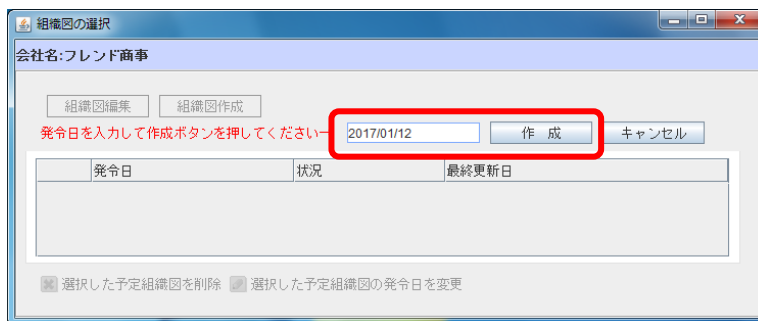 組織図の選択
会社名:フレンド商事
組織図編集 組織図作成
発令日を入力して作成ボタンを押してください→ 2017/01/12 作 成 キャンセル
発令日 状況 最終更新日
選択した予定組織図を削除 選択した予定組織図の発令日を変更